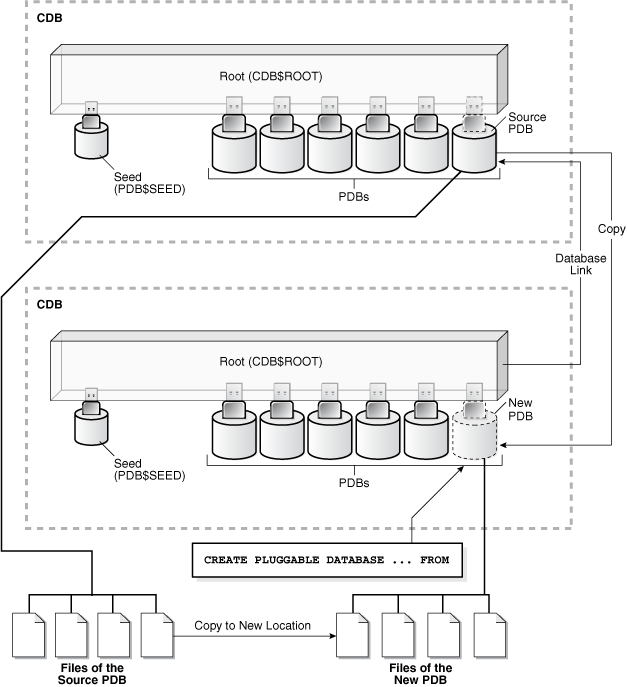 CDB
Root (CDB$ROOT)
Source
PDB
Seed
(PDB$SEED)
PDBs
Copy
Database
Link
CDB
Root (CDB$ROOT)
New
PDB
Seed
(PDB$SEED)
PDBs
CREATE PLUGGABLE DATABASE ... FROM
Copy to New Location
Files of the
Source PDB
Files of the
New PDB